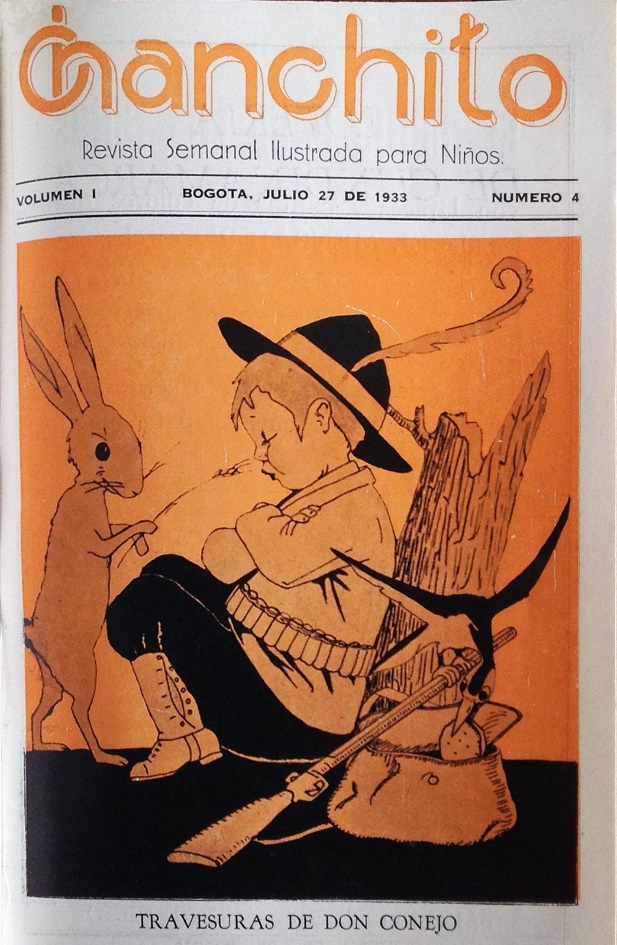 Chanchito
Revista Semanal Ilustrada para Niños.
VOLUMEN I BOGOTA, JULIO 27 DE 1933 NUMERO 4
TRAVESURAS DE DON CONEJO